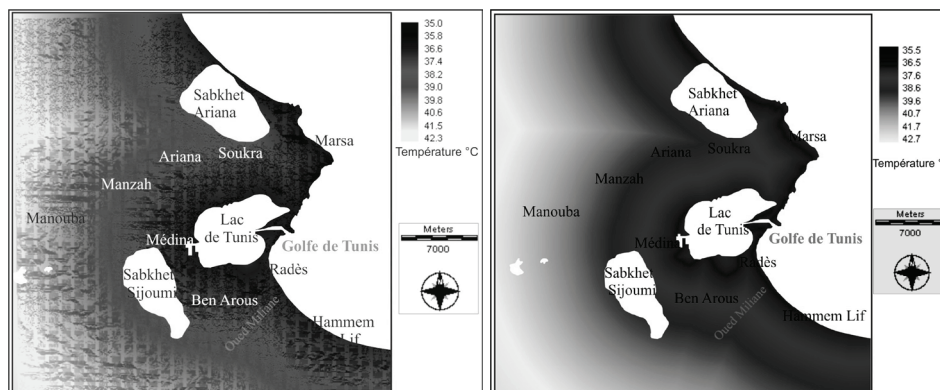 Sabkhet
Ariana
Marsa
Soukra
Ariana
Manzah
Manouba
Lac
de Tunis
Médina
Golfe de Tunis
Sabkhet
Sijoumi
Radès
Ben Arous
Oued Miliane
Hammem
Lif
35.0
35.8
36.6
37.4
38.2
39.0
39.8
40.6
41.5
42.3
Température °C
Meters
7000
Sabkhet
Ariana
Marsa
Soukra
Ariana
Manzah
Manouba
Lac
de Tunis
Médina
Golfe de Tunis
Sabkhet
Sijoumi
Radès
Ben Arous
Oued Miliane
Hammem Lif
35.5
36.5
37.6
38.6
39.6
40.6
41.7
42.7
Température °
Meters
7000